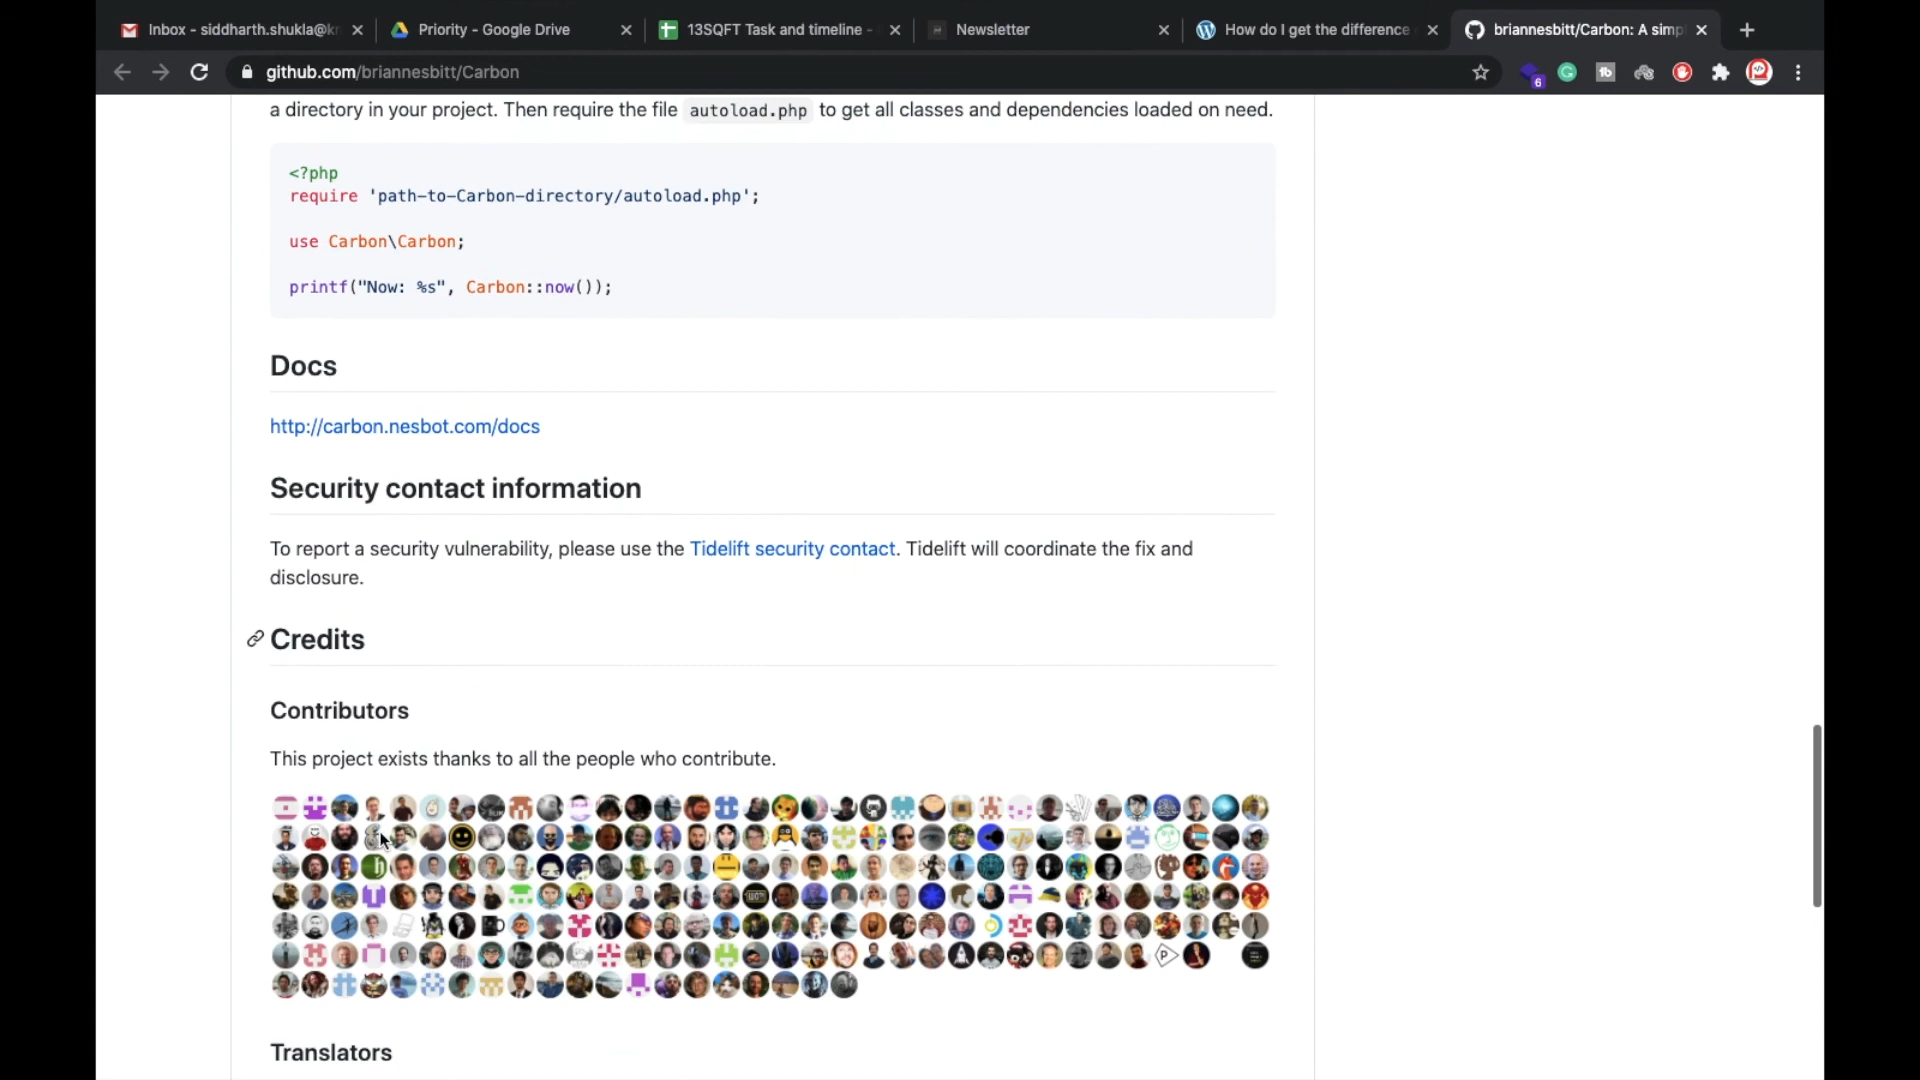 Inbox - siddharth.shukla@kn
Priority - Google Drive
13SQFT Task and timeline -
Newsletter
How do I get the difference
briannesbitt/Carbon: A simp
github.com/briannesbitt/Carbon
6
a directory in your project. Then require the file autoload.php to get all classes and dependencies loaded on need.
<?php
require 'path-to-Carbon-directory/autoload.php';
use Carbon\Carbon;
printf("Now: %s", Carbon::now());
Docs
http://carbon.nesbot.com/docs
Security contact information
To report a security vulnerability, please use the Tidelift security contact. Tidelift will coordinate the fix and
disclosure.
Credits
Contributors
This project exists thanks to all the people who contribute.
Translators